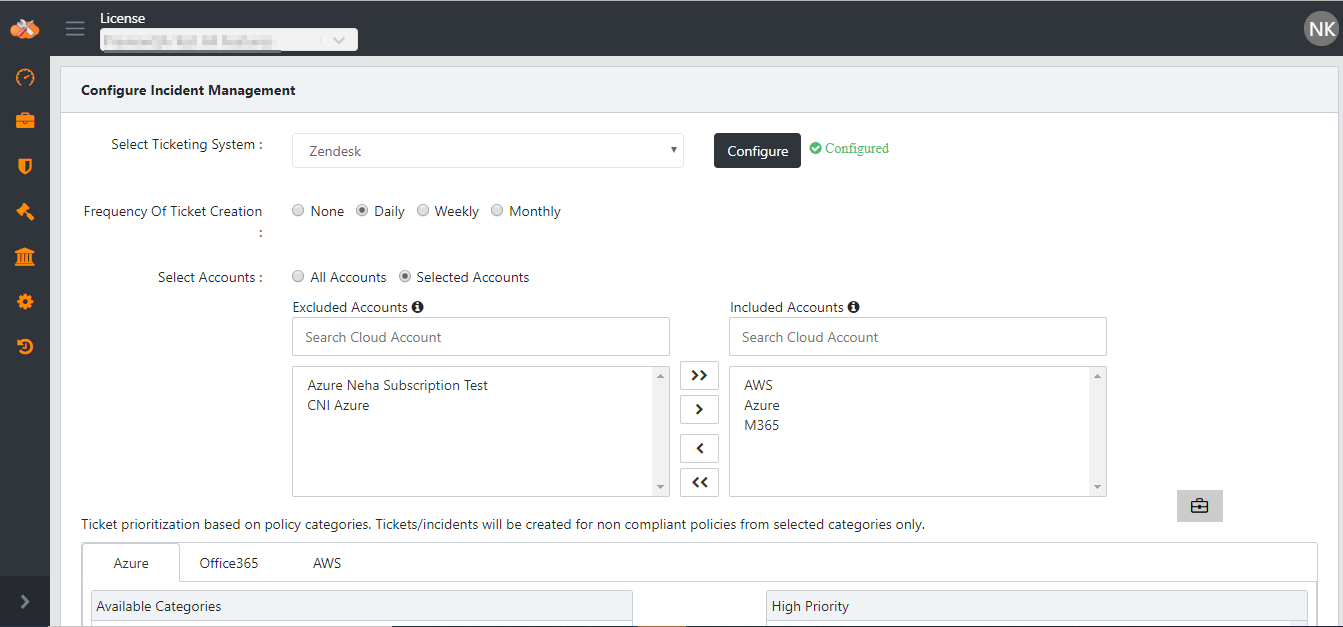 License
NK
Configure Incident Management
Select Ticketing System :
Zendesk
Configure
Configured
Frequency Of Ticket Creation
:
None
Daily
Weekly
Monthly
Select Accounts :
All Accounts
Selected Accounts
Excluded Accounts
Included Accounts
Search Cloud Account
Search Cloud Account
Azure Neha Subscription Test
CNI Azure
AWS
Azure
M365
Ticket prioritization based on policy categories. Tickets/incidents will be created for non compliant policies from selected categories only.
Azure
Office365
AWS
Available Categories
High Priority